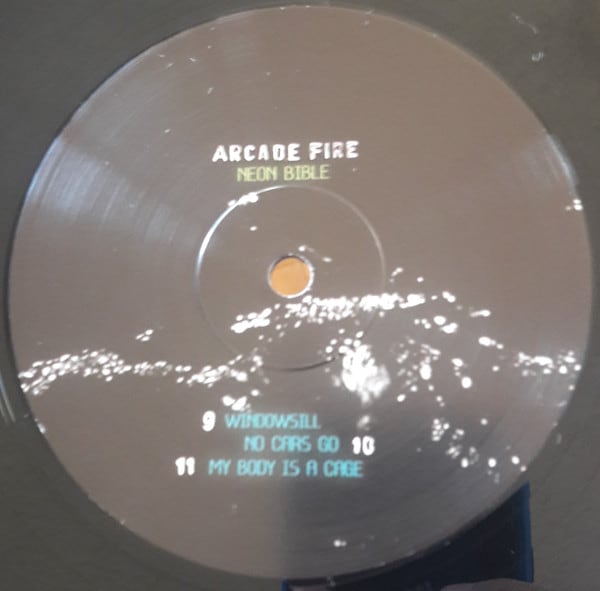 ARCADE FIRE
NEON BIBLE
9 WINDOWSILL
NO CARS GO 10
11 MY BODY IS A CAGE